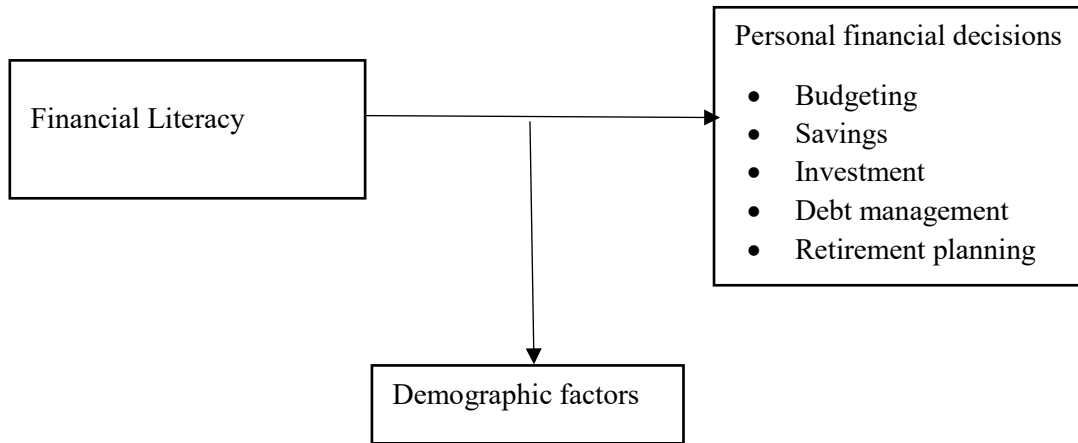 Financial Literacy
Personal financial decisions
• Budgeting
• Savings
• Investment
• Debt management
• Retirement planning
Demographic factors